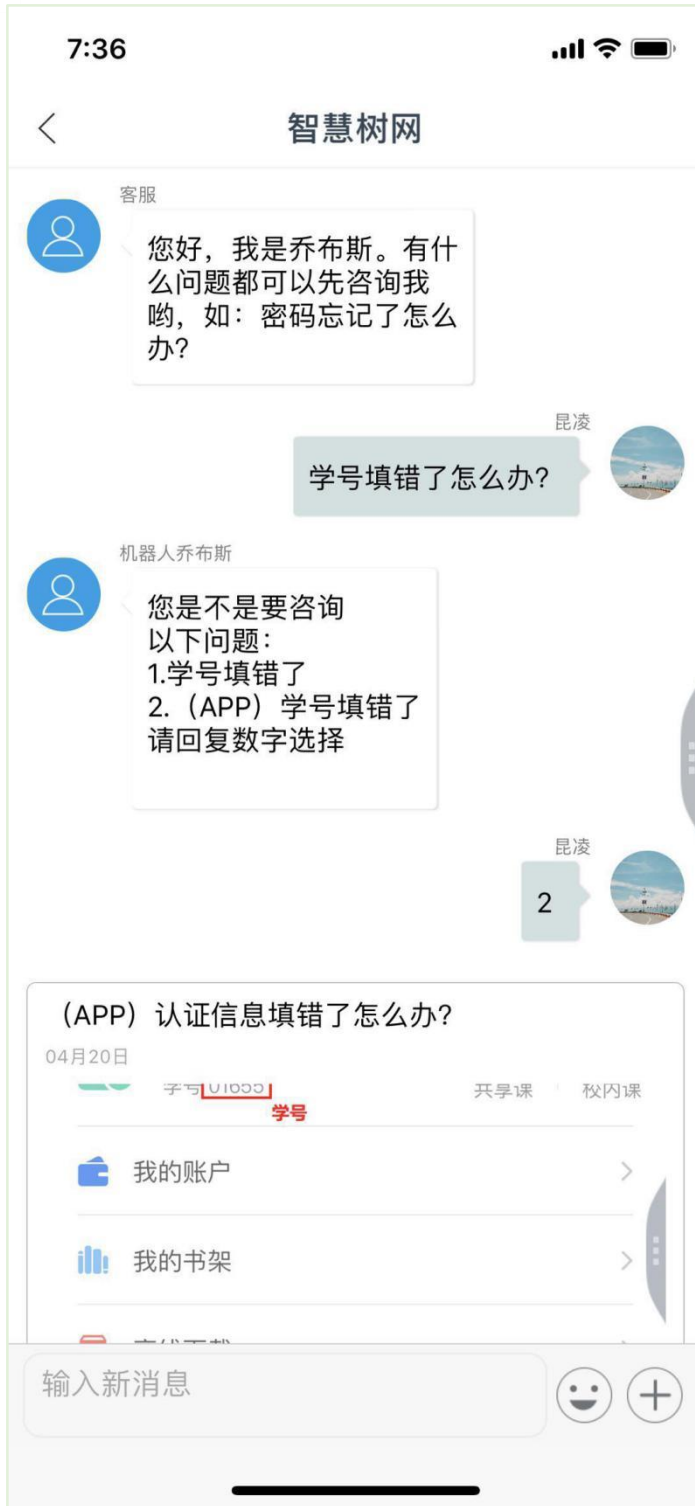 7:36
智慧树网
客服
您好，我是乔布斯。有什
么问题都可以先咨询我
哟，如：密码忘记了怎么
办？
昆凌
学号填错了怎么办？
机器人乔布斯
您是不是要咨询
以下问题：
1.学号填错了
2.（APP）学号填错了
请回复数字选择
昆凌
2
（APP）认证信息填错了怎么办？
04月20日
学号 01655 共享课 校内课
学号
我的账户
我的书架
输入新消息